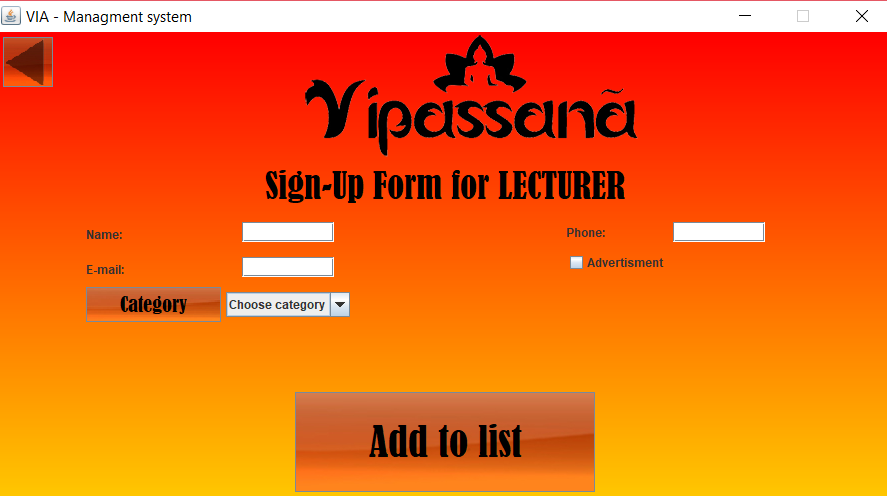 VIA - Managment system
Vipassanã
Sign-Up Form for LECTURER
Name:
Phone:
E-mail:
Advertisment
Category
Choose category
Add to list